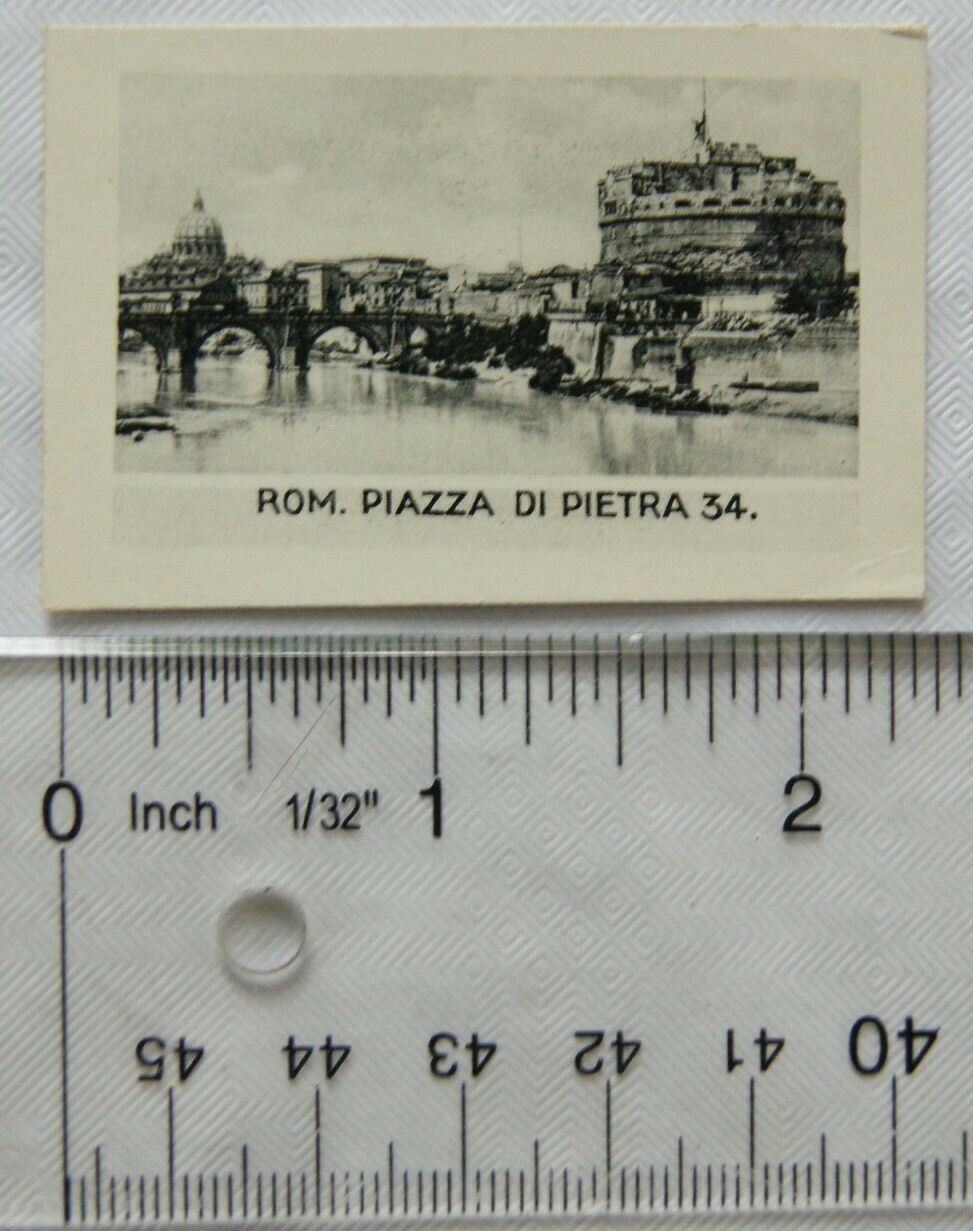 ROM. PIAZZA DI PIETRA 34.
0 Inch 1/32" 1 2
45 44 43 42 41 40